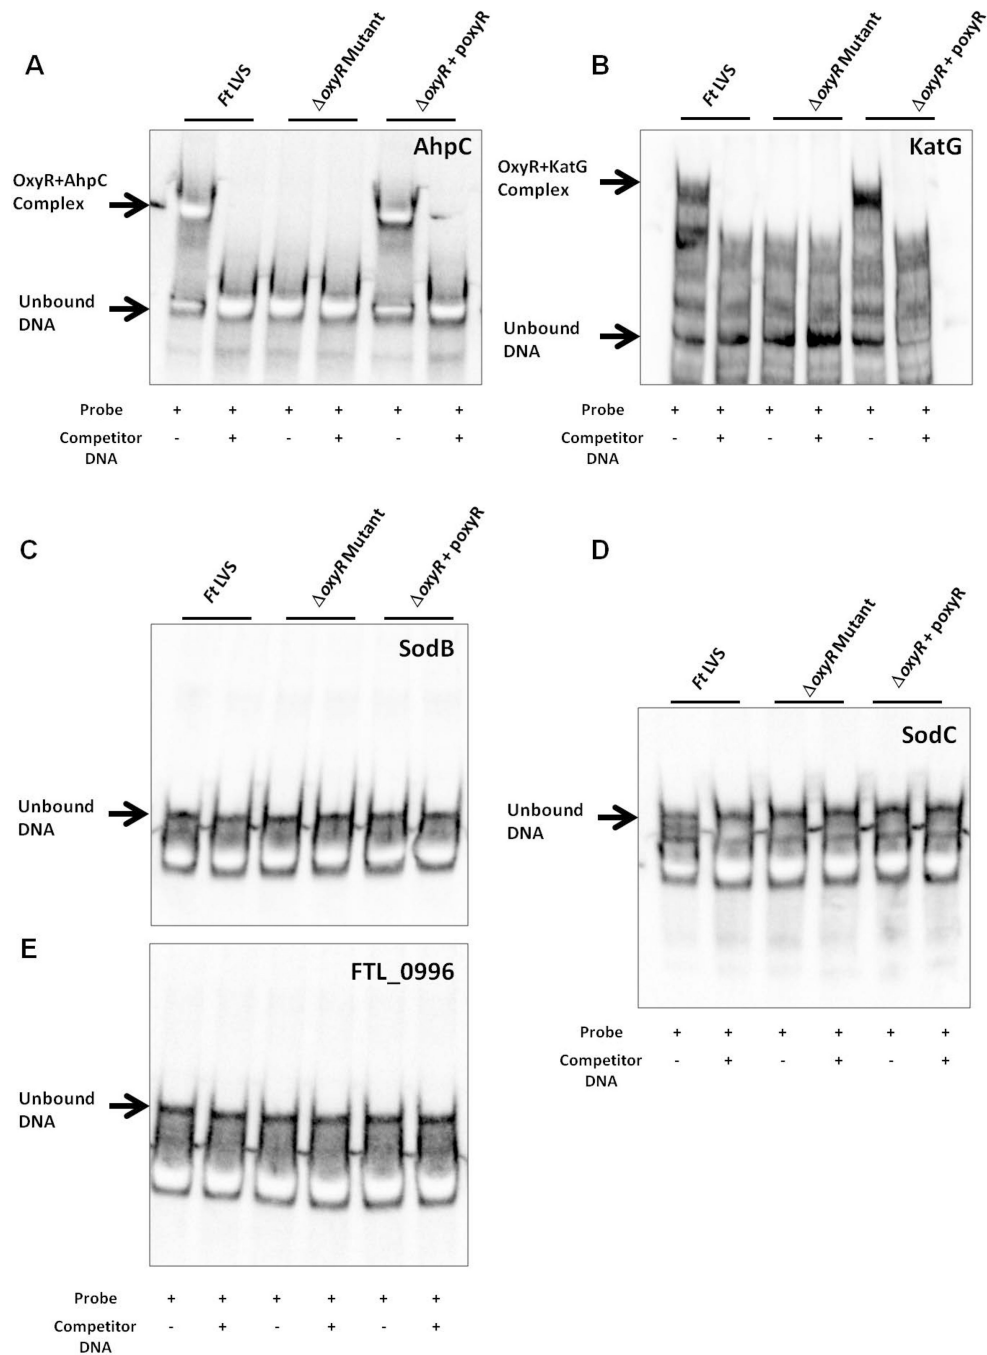 A
Ft LVS
ΔoxyR Mutant
ΔoxyR + poxyR
AhpC
OxyR+AhpC
Complex
Unbound
DNA
Probe + + + + + +
Competitor - + - + - +
DNA
B
Ft LVS
ΔoxyR Mutant
ΔoxyR + poxyR
KatG
OxyR+KatG
Complex
Unbound
DNA
Probe + + + + + +
Competitor - + - + - +
DNA
C
Ft LVS
ΔoxyR Mutant
ΔoxyR + poxyR
SodB
Unbound
DNA
D
Ft LVS
ΔoxyR Mutant
ΔoxyR + poxyR
SodC
Unbound
DNA
Probe + + + + + +
Competitor - + - + - +
DNA
E
FTL_0996
Unbound
DNA
Probe + + + + + +
Competitor - + - + - +
DNA